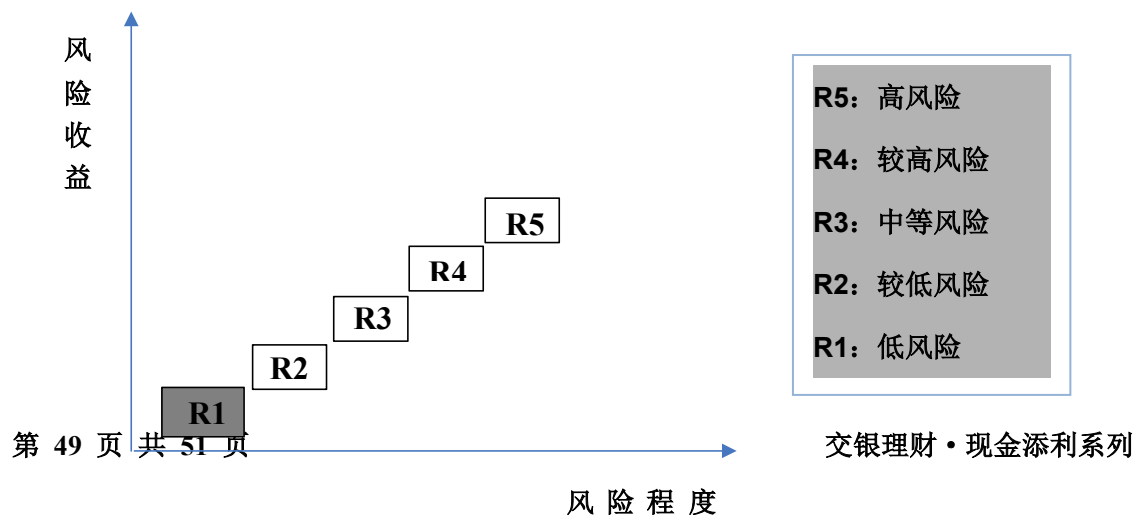 风
险
收
益
R5：高风险
R4：较高风险
R3：中等风险
R2：较低风险
R1：低风险
R5
R4
R3
R2
R1
第 49 页 共 51 页
交银理财·现金添利系列
风 险 程 度